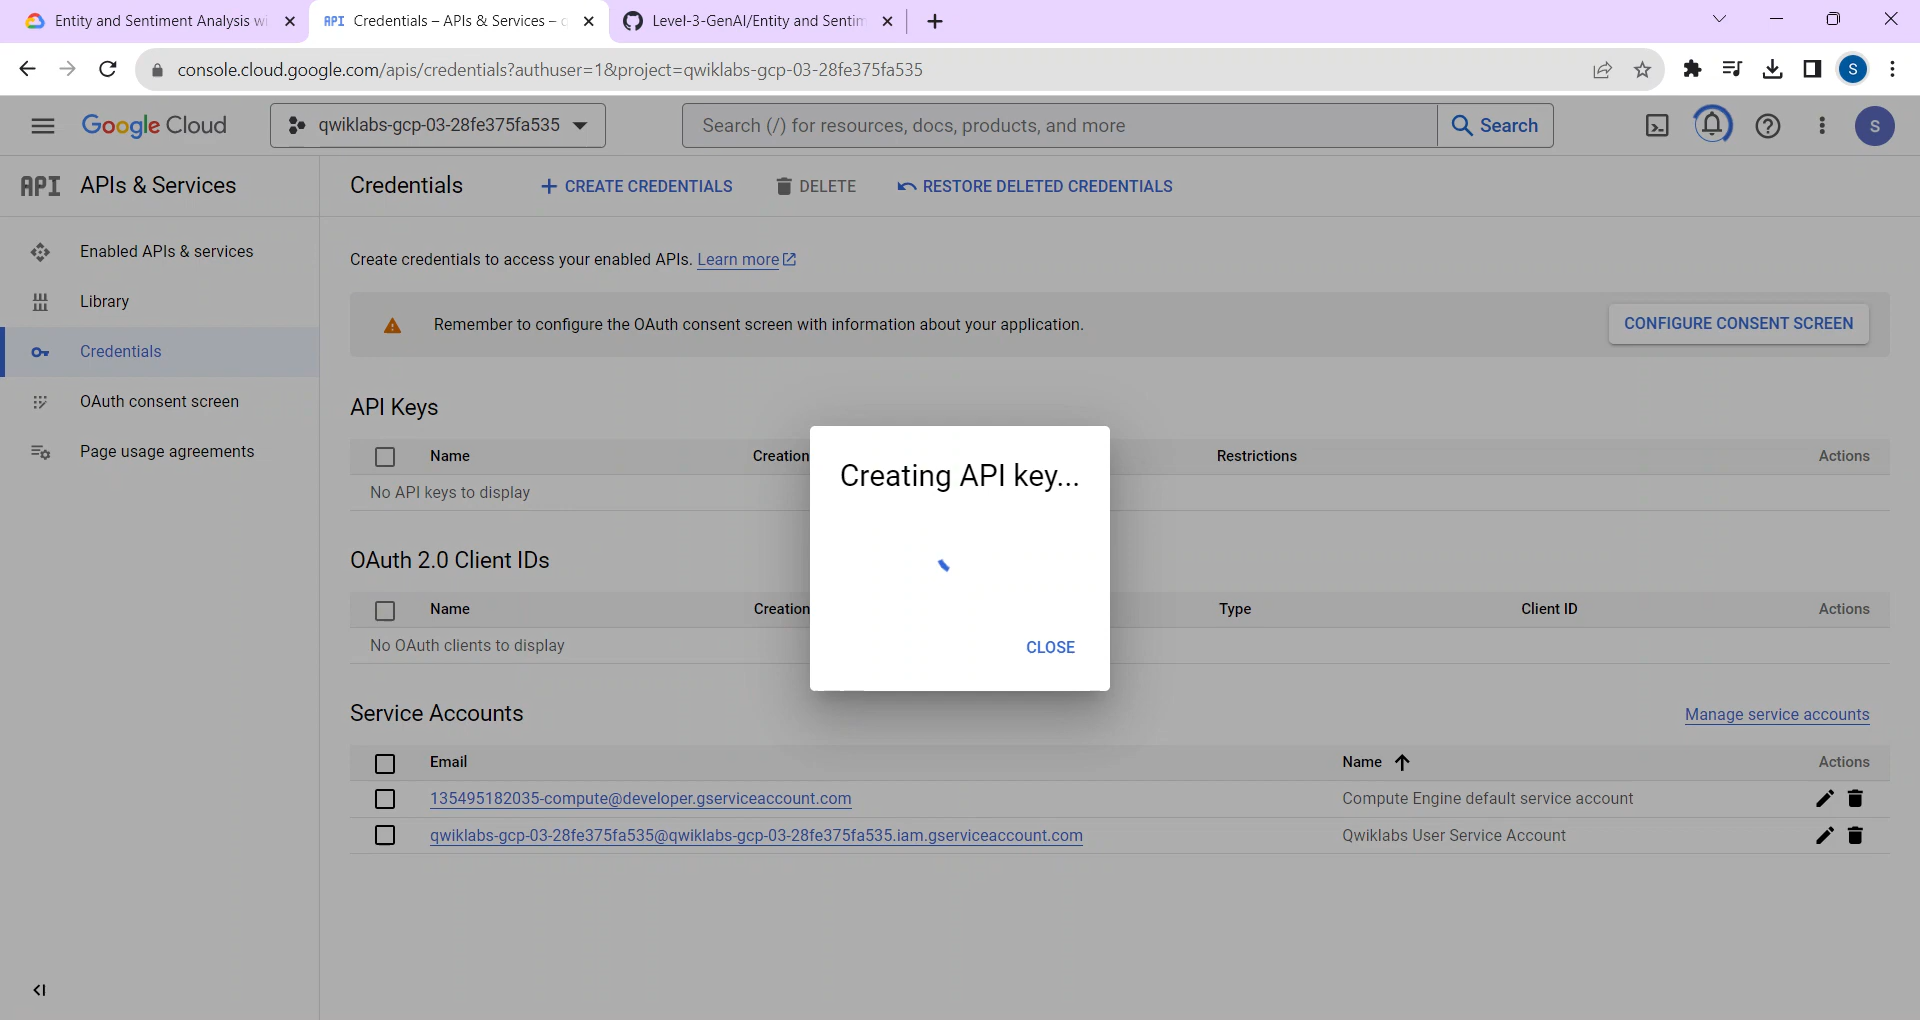 Entity and Sentiment Analysis wi
Credentials – APIs & Services – q
Level-3-GenAI/Entity and Sentim
console.cloud.google.com/apis/credentials?authuser=1&project=qwiklabs-gcp-03-28fe375fa535
S
Google Cloud
qwiklabs-gcp-03-28fe375fa535
Search (/) for resources, docs, products, and more
Search
S
API APIs & Services
Credentials
CREATE CREDENTIALS
DELETE
RESTORE DELETED CREDENTIALS
Enabled APIs & services
Library
Credentials
OAuth consent screen
Page usage agreements
Create credentials to access your enabled APIs. Learn more
Remember to configure the OAuth consent screen with information about your application.
CONFIGURE CONSENT SCREEN
API Keys
Name Creation Restrictions Actions
No API keys to display
Creating API key...
CLOSE
OAuth 2.0 Client IDs
Name Creation Type Client ID Actions
No OAuth clients to display
Service Accounts
Manage service accounts
Email Name Actions
135495182035-compute@developer.gserviceaccount.com Compute Engine default service account
qwiklabs-gcp-03-28fe375fa535@qwiklabs-gcp-03-28fe375fa535.iam.gserviceaccount.com Qwiklabs User Service Account